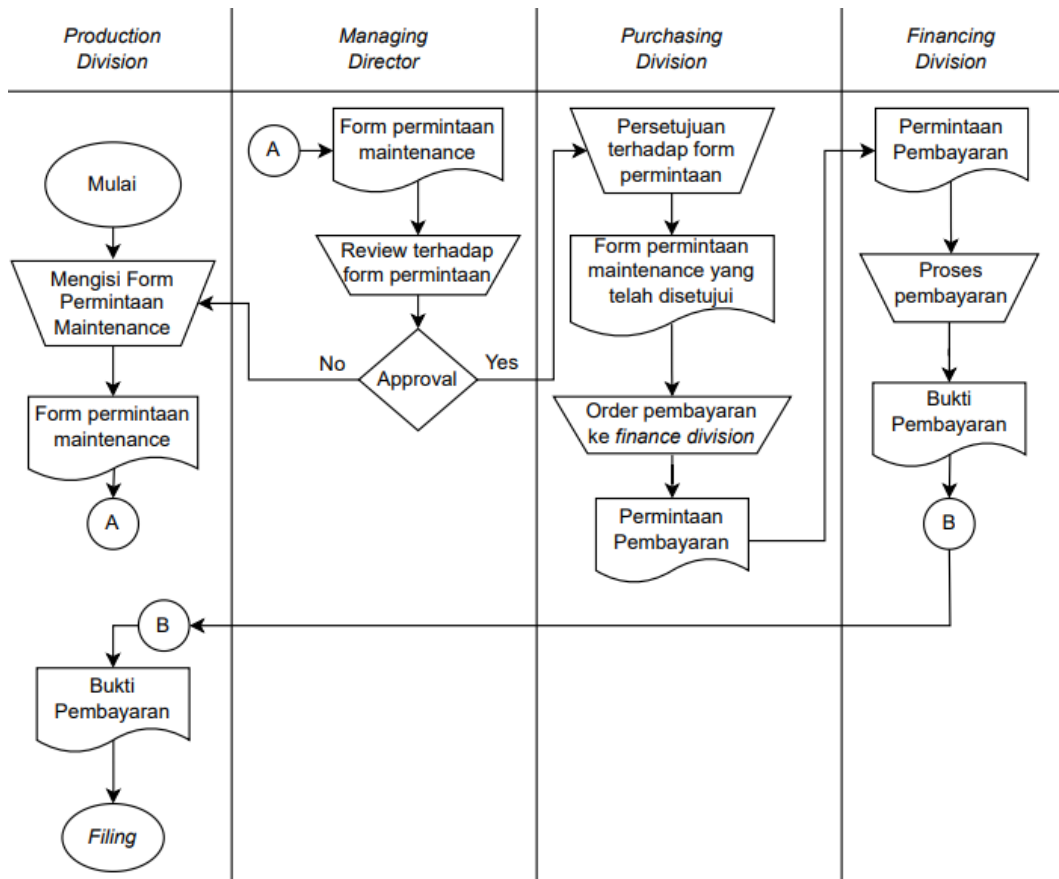 Production
Division
Managing
Director
Purchasing
Division
Financing
Division
Mulai
Mengisi Form
Permintaan
Maintenance
Form permintaan
maintenance
A
A
Form permintaan
maintenance
Review terhadap
form permintaan
Approval
No
Yes
Persetujuan
terhadap form
permintaan
Form permintaan
maintenance yang
telah disetujui
Order pembayaran
ke finance division
Permintaan
Pembayaran
Permintaan
Pembayaran
Proses
pembayaran
Bukti
Pembayaran
B
B
Bukti
Pembayaran
Filing